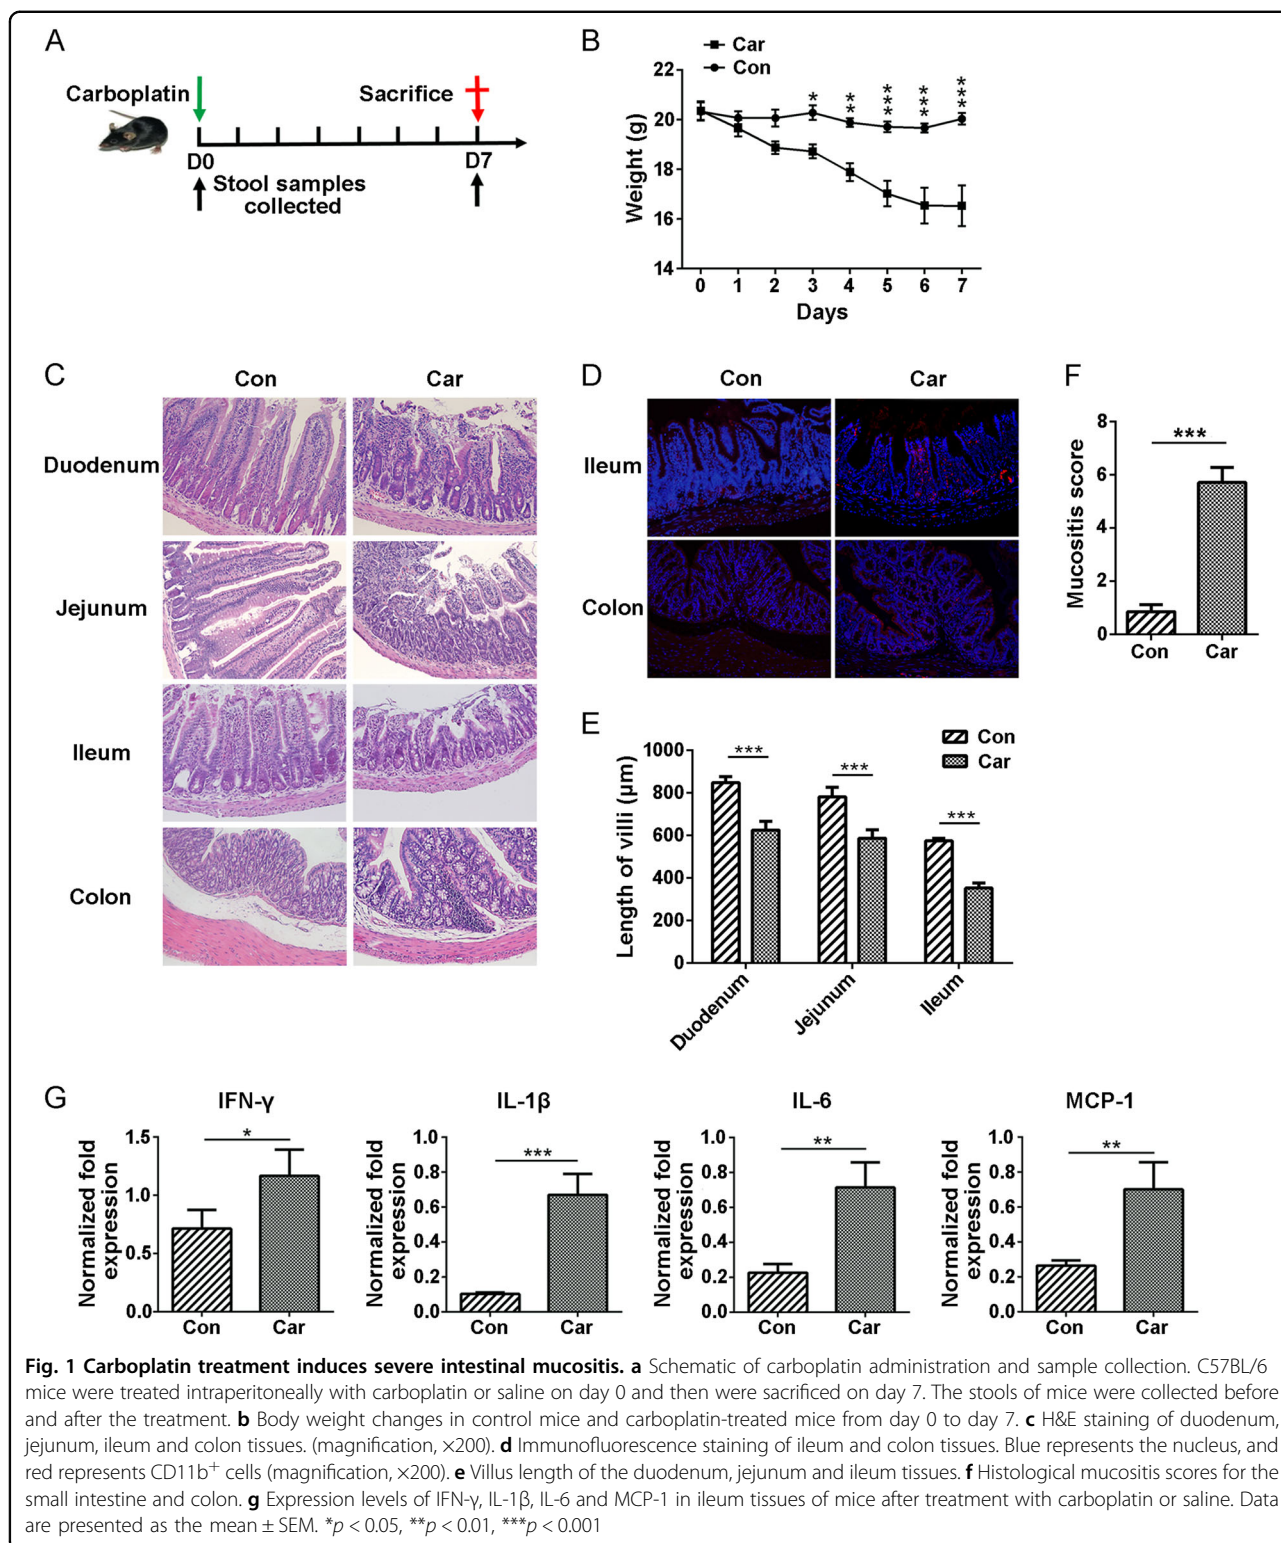 A
Carboplatin
Sacrifice
D0
D7
Stool samples
collected
B
Car
Con
Weight (g)
22
20
18
16
14
* ** *** *** ***
0 1 2 3 4 5 6 7
Days
C
Con Car
Duodenum
Jejunum
Ileum
Colon
D
Con Car
Ileum
Colon
F
Mucositis score
8
6
4
2
0
***
Con Car
E
Con
Car
Length of villi (μm)
1000
800
600
400
200
0
*** *** ***
Duodenum
Jejunum
Ileum
G
IFN-γ
Normalized fold
expression
1.5
1.0
0.5
0.0
*
Con Car
IL-1β
Normalized fold
expression
1.0
0.8
0.6
0.4
0.2
0.0
***
Con Car
IL-6
Normalized fold
expression
1.0
0.8
0.6
0.4
0.2
0.0
**
Con Car
MCP-1
Normalized fold
expression
1.0
0.8
0.6
0.4
0.2
0.0
**
Con Car
Fig. 1 Carboplatin treatment induces severe intestinal mucositis. a Schematic of carboplatin administration and sample collection. C57BL/6
mice were treated intraperitoneally with carboplatin or saline on day 0 and then were sacrificed on day 7. The stools of mice were collected before
and after the treatment. b Body weight changes in control mice and carboplatin-treated mice from day 0 to day 7. c H&E staining of duodenum,
jejunum, ileum and colon tissues. (magnification, ×200). d Immunofluorescence staining of ileum and colon tissues. Blue represents the nucleus, and
red represents CD11b⁺ cells (magnification, ×200). e Villus length of the duodenum, jejunum and ileum tissues. f Histological mucositis scores for the
small intestine and colon. g Expression levels of IFN-γ, IL-1β, IL-6 and MCP-1 in ileum tissues of mice after treatment with carboplatin or saline. Data
are presented as the mean ± SEM. *p < 0.05, **p < 0.01, ***p < 0.001